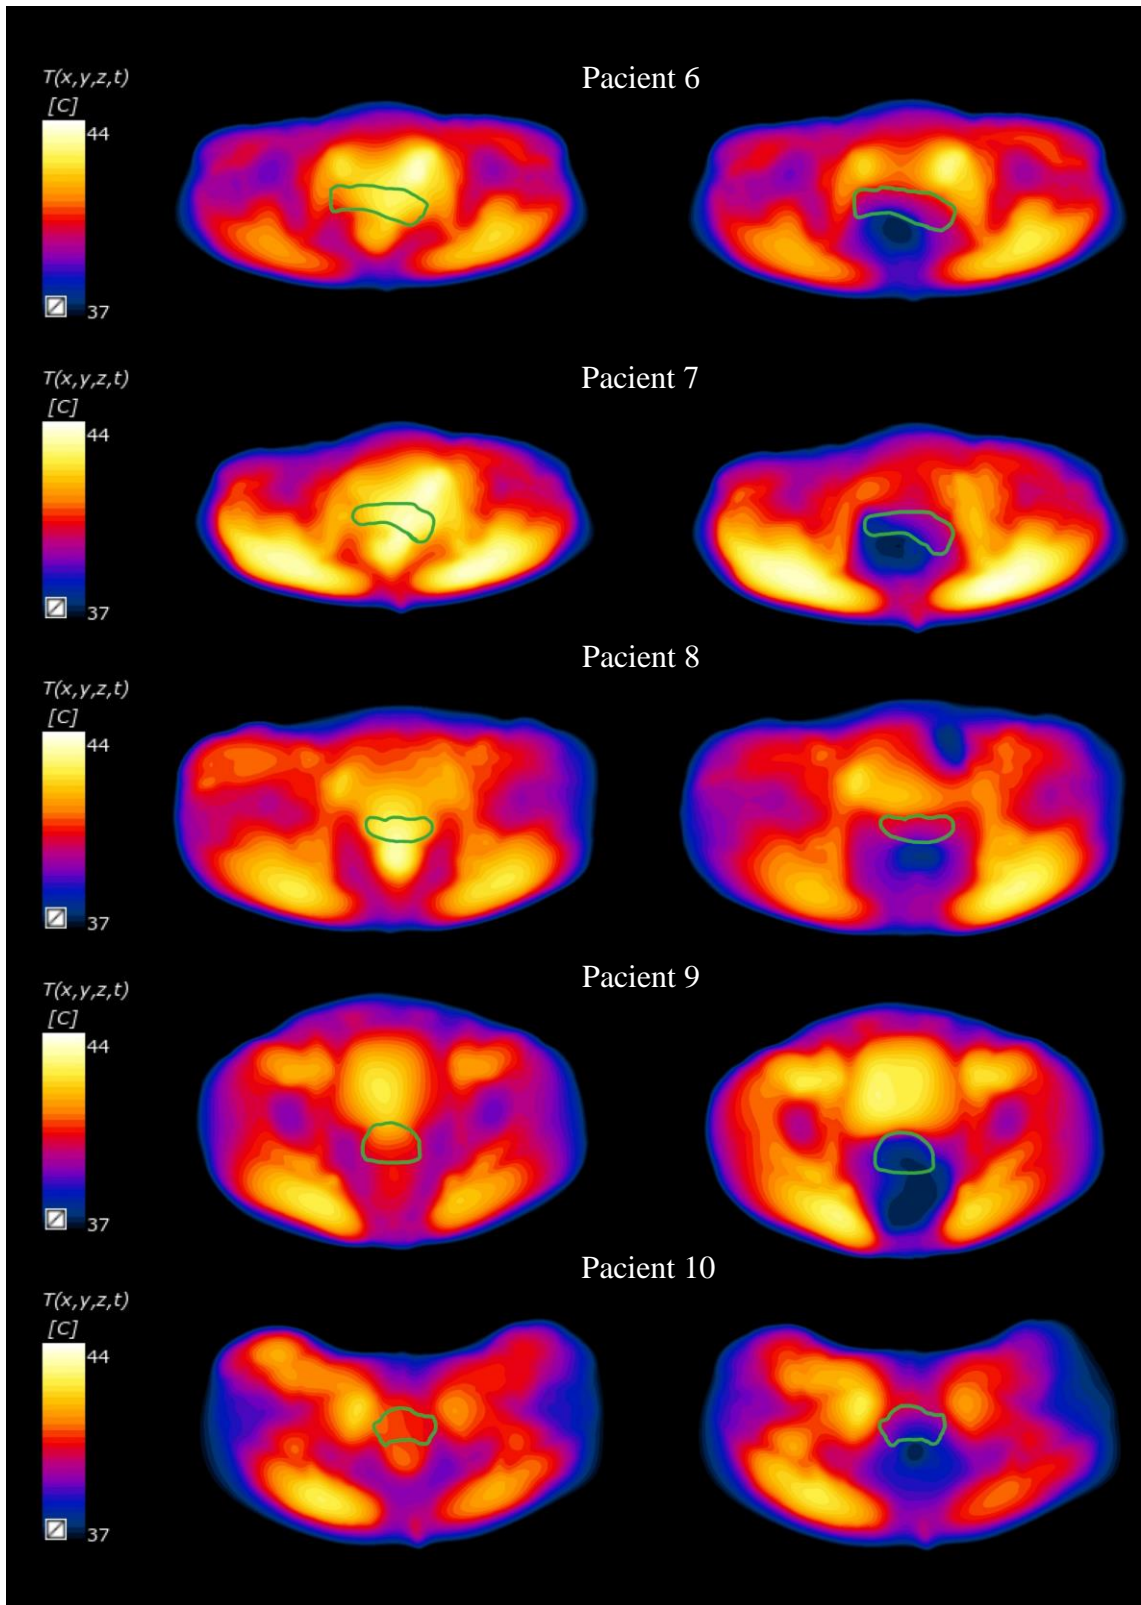 Pacient 6
T(x,y,z,t)
[C]
44
37
Pacient 7
T(x,y,z,t)
[C]
44
37
Pacient 8
T(x,y,z,t)
[C]
44
37
Pacient 9
T(x,y,z,t)
[C]
44
37
Pacient 10
T(x,y,z,t)
[C]
44
37